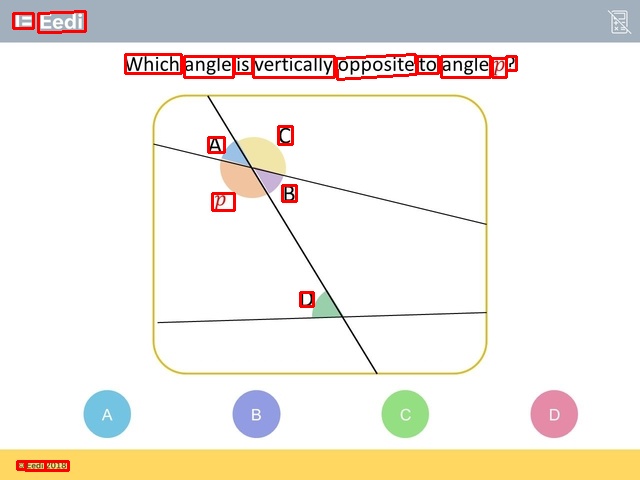 Eedi
Which angle is vertically opposite to angle p?
A
C
B
p
D
A B C D
© Eedi 2018